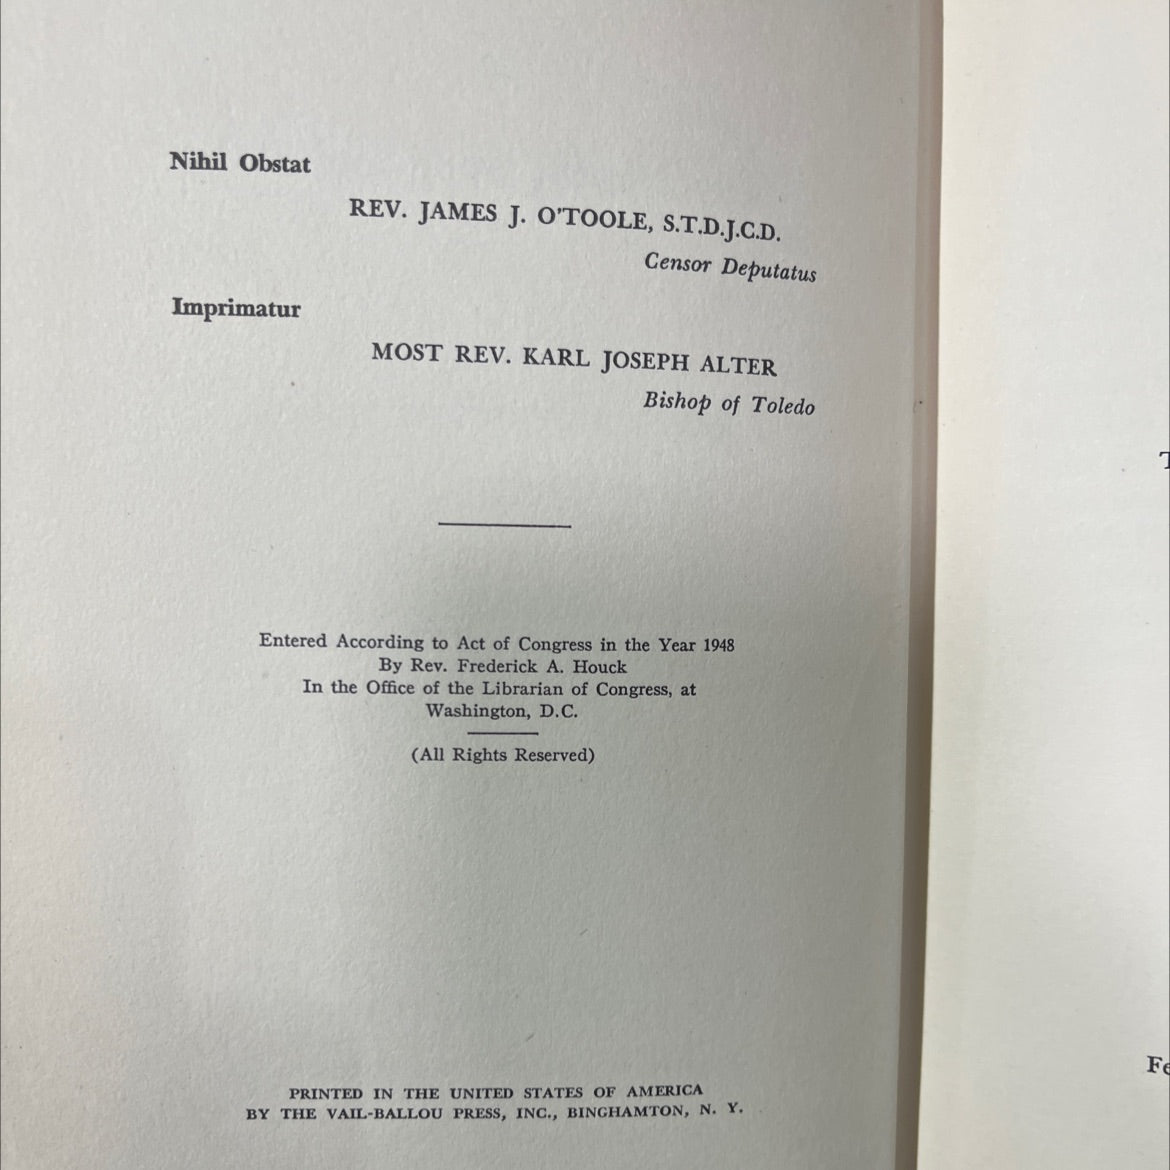 Nihil Obstat
REV. JAMES J. O'TOOLE, S.T.D.J.C.D.
Censor Deputatus
Imprimatur
MOST REV. KARL JOSEPH ALTER
Bishop of Toledo
Entered According to Act of Congress in the Year 1948
By Rev. Frederick A. Houck
In the Office of the Librarian of Congress, at
Washington, D.C.
(All Rights Reserved)
PRINTED IN THE UNITED STATES OF AMERICA
BY THE VAIL-BALLOU PRESS, INC., BINGHAMTON, N. Y.